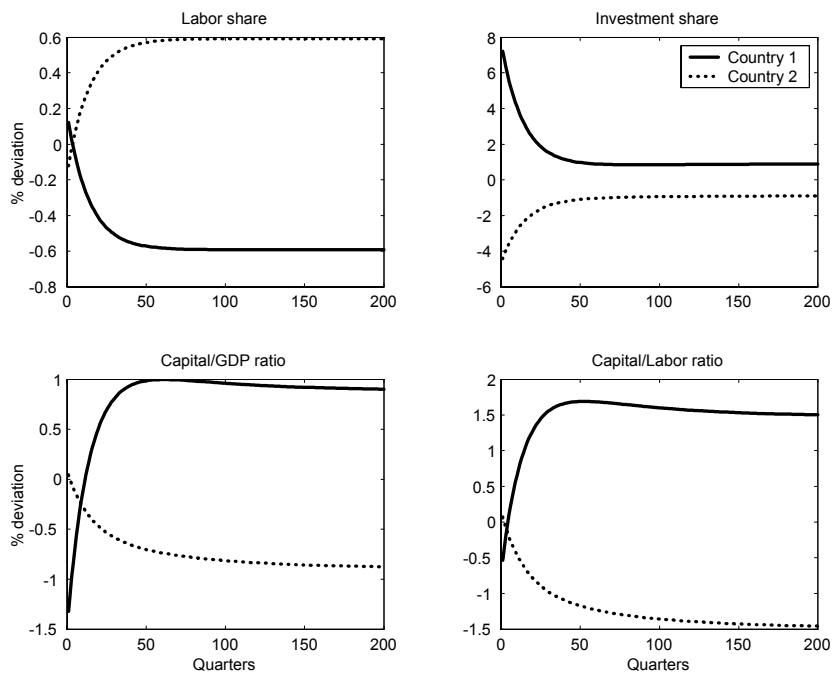 Labor share
0.6
0.4
0.2
0
-0.2
-0.4
-0.6
-0.8
% deviation
0 50 100 150 200
Investment share
8
6
4
2
0
-2
-4
-6
Country 1
Country 2
0 50 100 150 200
Capital/GDP ratio
1
0.5
0
-0.5
-1
-1.5
% deviation
0 50 100 150 200
Quarters
Capital/Labor ratio
2
1.5
1
0.5
0
-0.5
-1
-1.5
0 50 100 150 200
Quarters